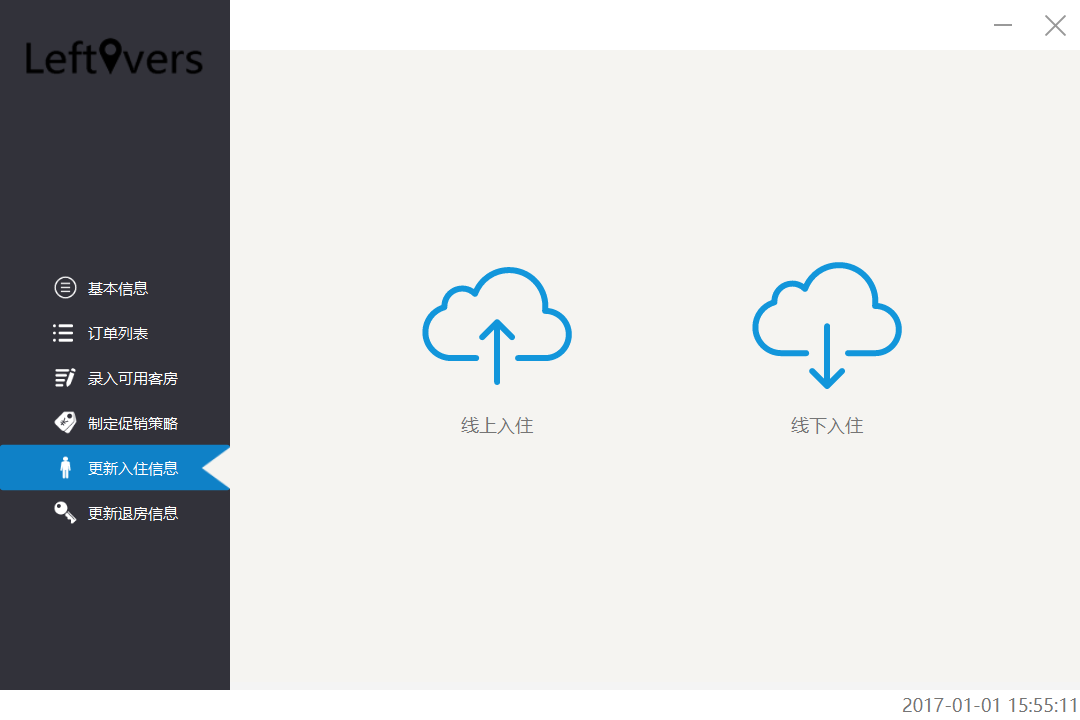 Leftovers
基本信息
订单列表
录入可用客房
制定促销策略
更新入住信息
更新退房信息
线上入住
线下入住
2017-01-01 15:55:11